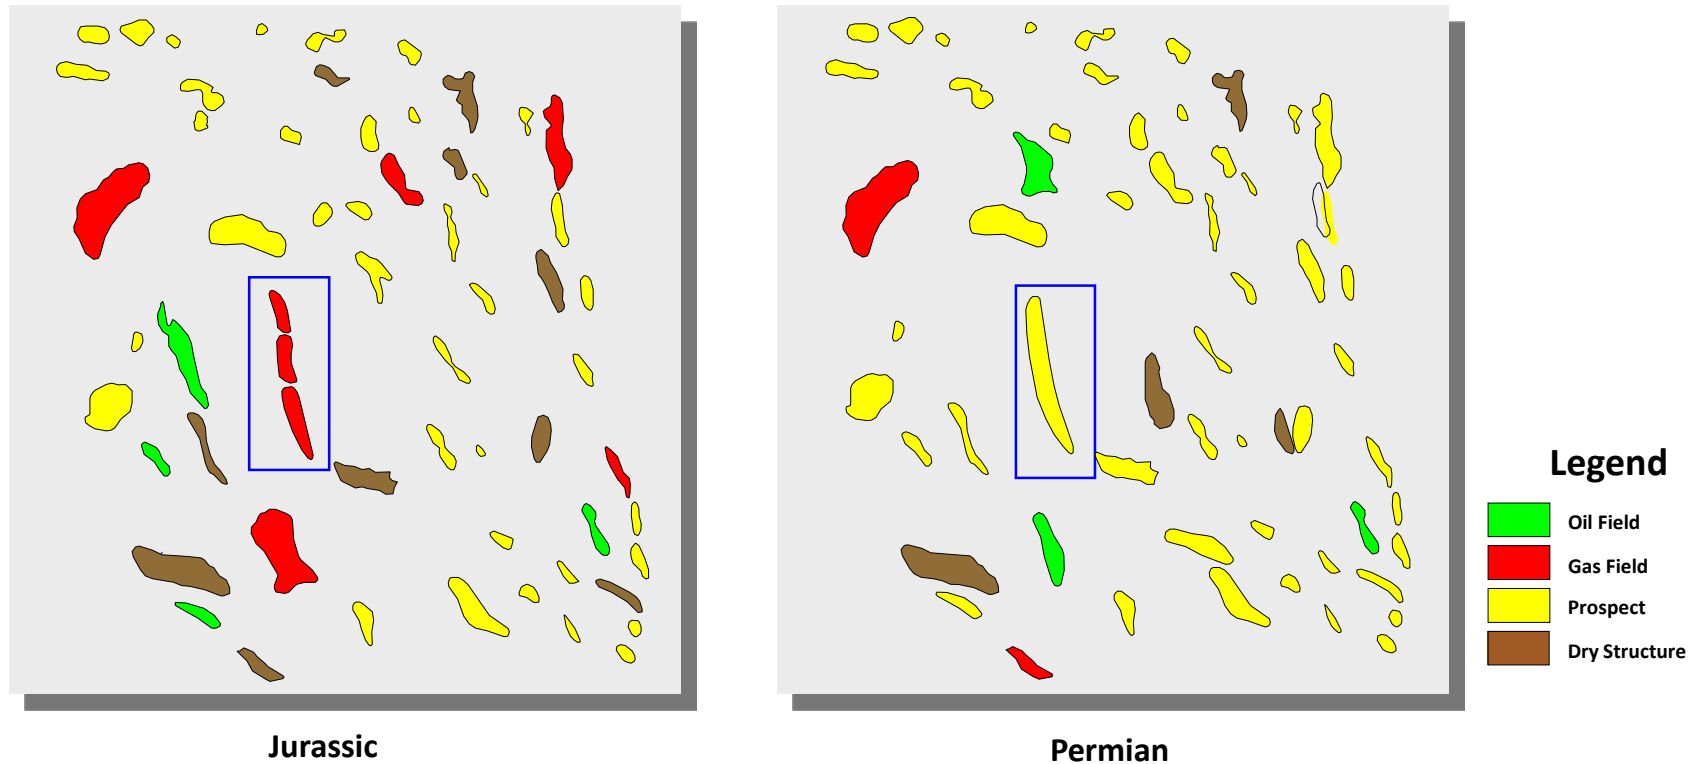 Legend
Oil Field
Gas Field
Prospect
Dry Structure
Jurassic
Permian